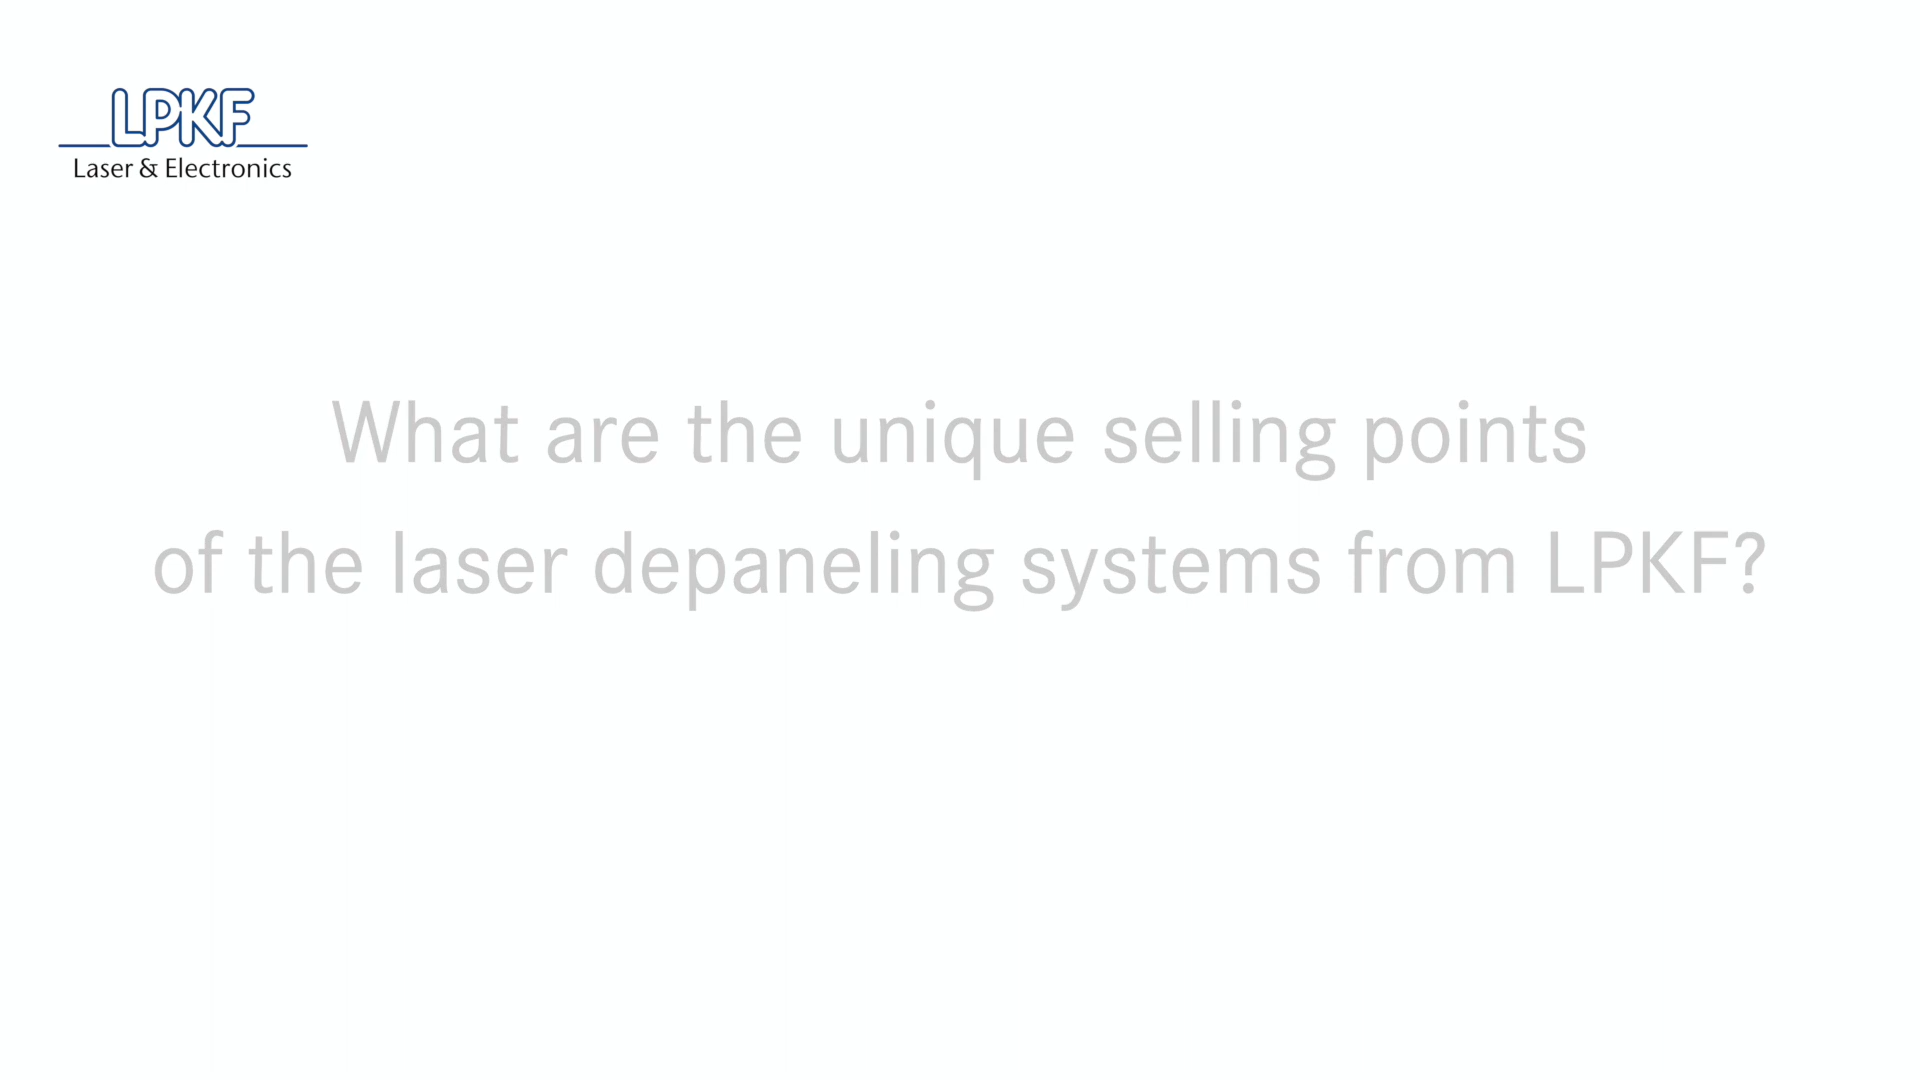 LPKF
Laser & Electronics
What are the unique selling points
of the laser depaneling systems from LPKF?